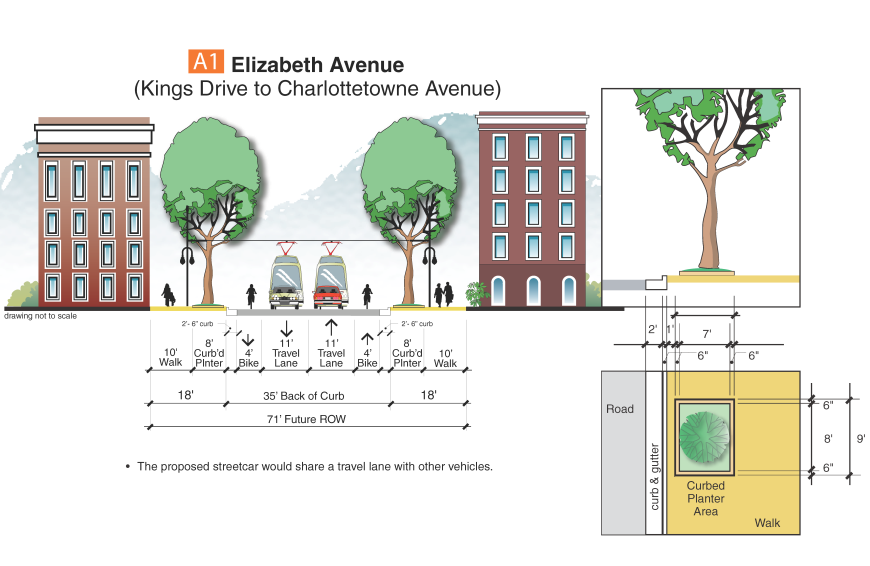 A1 Elizabeth Avenue
(Kings Drive to Charlottetowne Avenue)
drawing not to scale
2'- 6" curb
2'- 6" curb
10'
Walk
8'
Curb'd
Plnter
4'
Bike
11'
Travel
Lane
11'
Travel
Lane
4'
Bike
8'
Curb'd
Plnter
10'
Walk
18'
35' Back of Curb
18'
71' Future ROW
• The proposed streetcar would share a travel lane with other vehicles.
2'
1'
7'
6"
6"
Road
curb & gutter
Curbed
Planter
Area
Walk
6"
8'
9'
6"